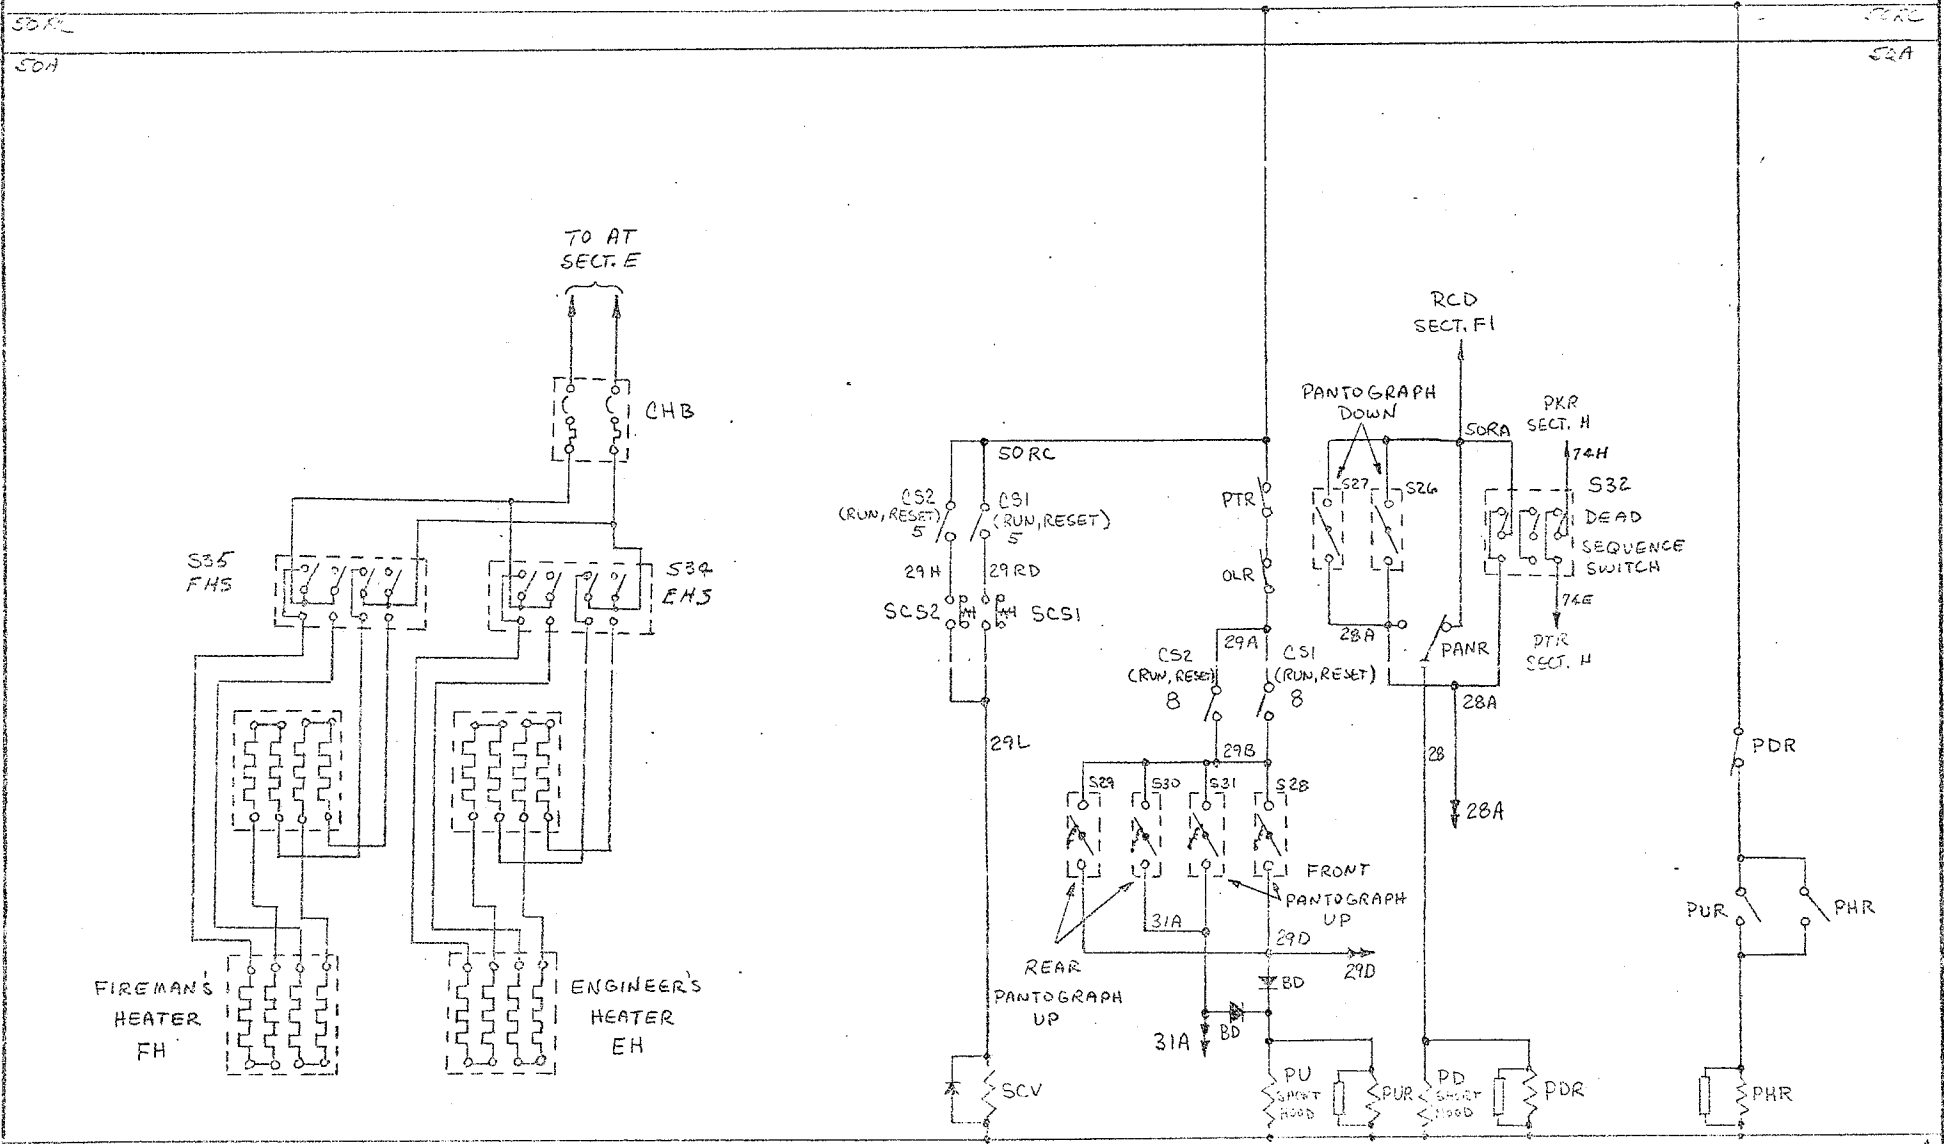 50RC
50RC
50A
50A
TO AT
SECT. E
CHB
S35
FHS
S34
EHS
FIREMAN'S
HEATER
FH
ENGINEER'S
HEATER
EH
50RC
CS2
(RUN, RESET)
5
CS1
(RUN, RESET)
5
29H
29RD
SCS2
SCS1
29L
SCV
PTR
OLR
29A
CS2
(RUN, RESET)
8
CS1
(RUN, RESET)
8
29B
S29
S30
S31
S28
FRONT
PANTOGRAPH
UP
31A
29D
29D
REAR
PANTOGRAPH
UP
BD
BD
31A
PU
SHORT
HOOD
PUR
PD
SHORT
HOOD
PDR
RCD
SECT. F1
PANTOGRAPH
DOWN
50RA
S27
S26
PKR
SECT. H
74H
S32
DEAD
SEQUENCE
SWITCH
74E
PTR
SECT. H
28A
PANR
28A
28
28A
PDR
PUR
PHR
PHR